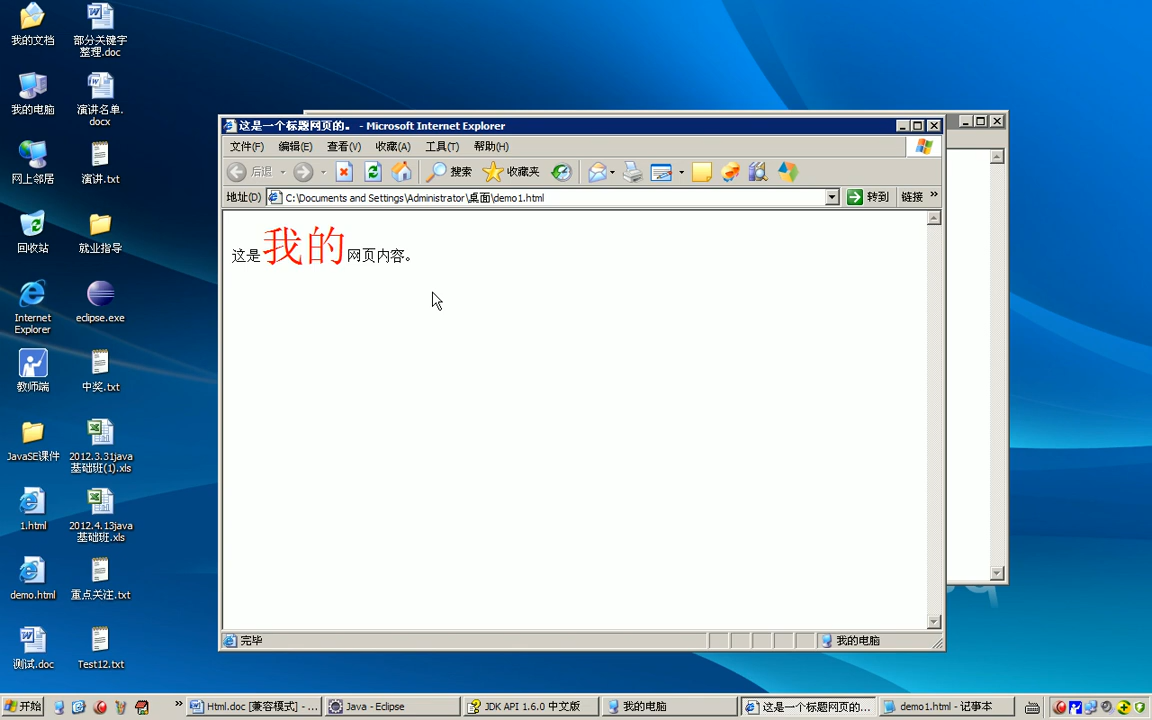 我的文档
部分关键字
整理.doc
我的电脑
演讲名单.
docx
网上邻居
演讲.txt
回收站
就业指导
Internet
Explorer
eclipse.exe
教师端
中奖.txt
JavaSE课件
2012.3.31java
基础班(1).xls
1.html
2012.4.13java
基础班.xls
demo.html
重点关注.txt
测试.doc
Test12.txt
这是一个标题网页的。 - Microsoft Internet Explorer
文件(F) 编辑(E) 查看(V) 收藏(A) 工具(T) 帮助(H)
后退 搜索 收藏夹
地址(D) C:\Documents and Settings\Administrator\桌面\demo1.html 转到 链接 »
这是我的网页内容。
完毕 我的电脑
开始 » Html.doc [兼容模式] - ... Java - Eclipse JDK API 1.6.0 中文版 我的电脑 这是一个标题网页的... demo1.html - 记事本